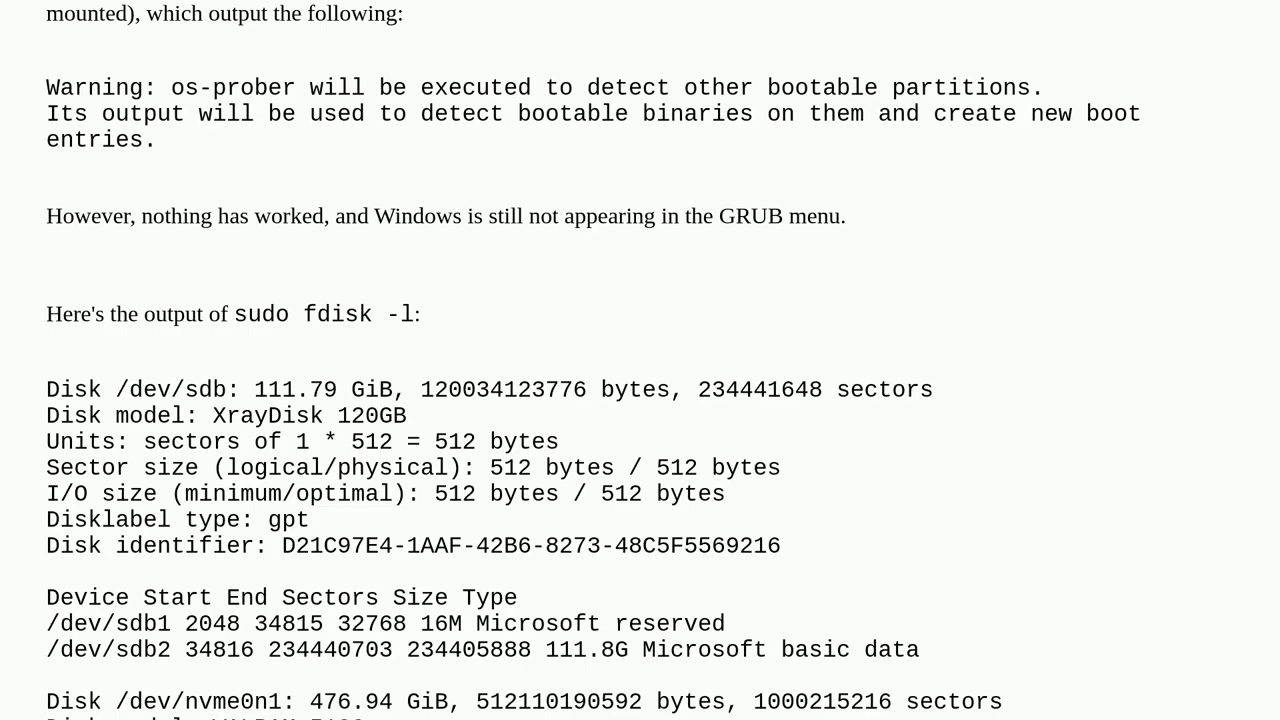 mounted), which output the following:
Warning: os-prober will be executed to detect other bootable partitions.
Its output will be used to detect bootable binaries on them and create new boot
entries.
However, nothing has worked, and Windows is still not appearing in the GRUB menu.
Here's the output of sudo fdisk -l:
Disk /dev/sdb: 111.79 GiB, 120034123776 bytes, 234441648 sectors
Disk model: XrayDisk 120GB
Units: sectors of 1 * 512 = 512 bytes
Sector size (logical/physical): 512 bytes / 512 bytes
I/O size (minimum/optimal): 512 bytes / 512 bytes
Disklabel type: gpt
Disk identifier: D21C97E4-1AAF-42B6-8273-48C5F5569216
Device Start End Sectors Size Type
/dev/sdb1 2048 34815 32768 16M Microsoft reserved
/dev/sdb2 34816 234440703 234405888 111.8G Microsoft basic data
Disk /dev/nvme0n1: 476.94 GiB, 512110190592 bytes, 1000215216 sectors